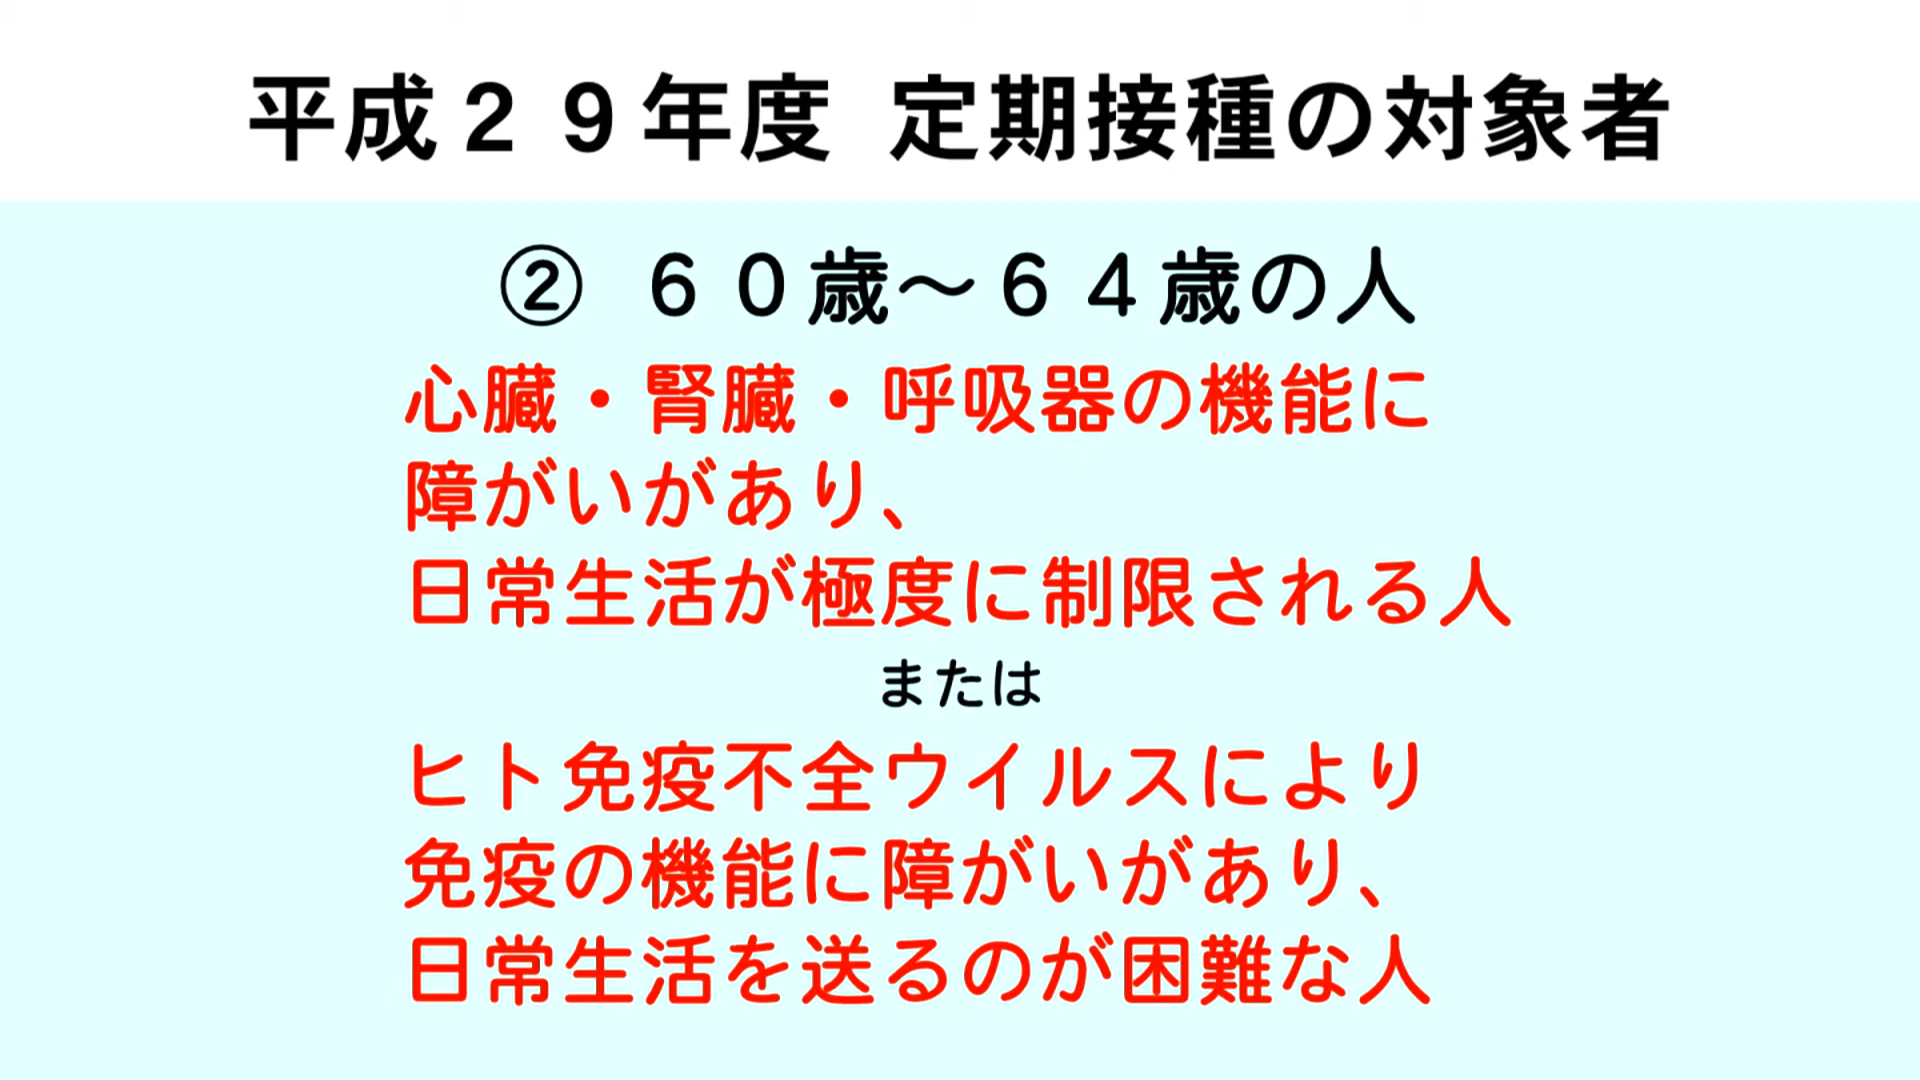 平成２９年度 定期接種の対象者
② ６０歳～６４歳の人
心臓・腎臓・呼吸器の機能に
障がいがあり、
日常生活が極度に制限される人
または
ヒト免疫不全ウイルスにより
免疫の機能に障がいがあり、
日常生活を送るのが困難な人